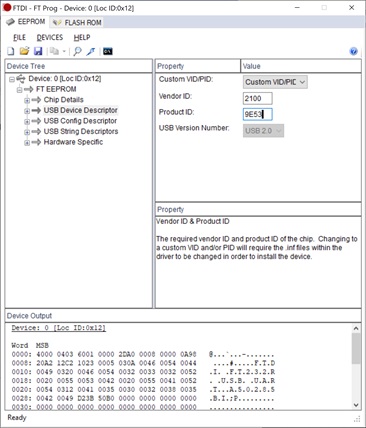 FTDI - FT Prog - Device: 0 [Loc ID:0x12]
EEPROM FLASH ROM
FILE DEVICES HELP
Device Tree
Device: 0 [Loc ID:0x12]
FT EEPROM
Chip Details
USB Device Descriptor
USB Config Descriptor
USB String Descriptors
Hardware Specific
Property Value
Custom VID/PID: Custom VID/PID
Vendor ID: 2100
Product ID: 9E53
USB Version Number: USB 2.0
Property
Vendor ID & Product ID
The required vendor ID and product ID of the chip. Changing to
a custom VID and/or PID will require the .inf files within the
driver to be changed in order to install the device.
Device Output
Device: 0 [Loc ID:0x12]
Word MSB
0000: 4000 0403 6001 0000 2DA0 0008 0000 0A98 @...`...-.......
0008: 20A2 12C2 1023 0005 030A 0046 0054 0044 ....#.....F.T.D
0010: 0049 0320 0046 0054 0032 0033 0032 0052 .I. .F.T.2.3.2.R
0018: 0020 0055 0053 0042 0020 0055 0041 0052 . .U.S.B. .U.A.R
0020: 0054 0312 0041 0035 0030 0032 0038 0035 .T...A.5.0.2.8.5
0028: 0042 0049 D23B 50B0 0000 0000 0000 0000 .B.I.;P.........
0030: 0000 0000 0000 0000 0000 0000 0000 0000 ................
Ready